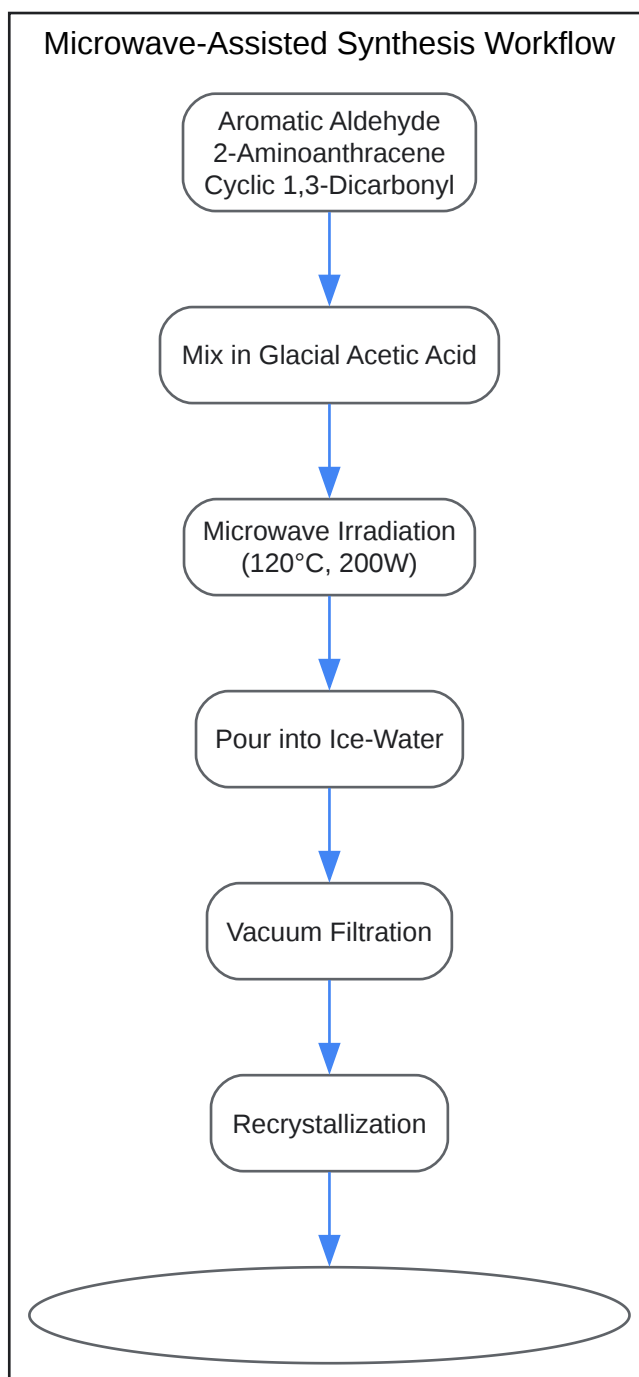 Microwave-Assisted Synthesis Workflow
Aromatic Aldehyde
2-Aminoanthracene
Cyclic 1,3-Dicarbonyl
Mix in Glacial Acetic Acid
Microwave Irradiation
(120°C, 200W)
Pour into Ice-Water
Vacuum Filtration
Recrystallization